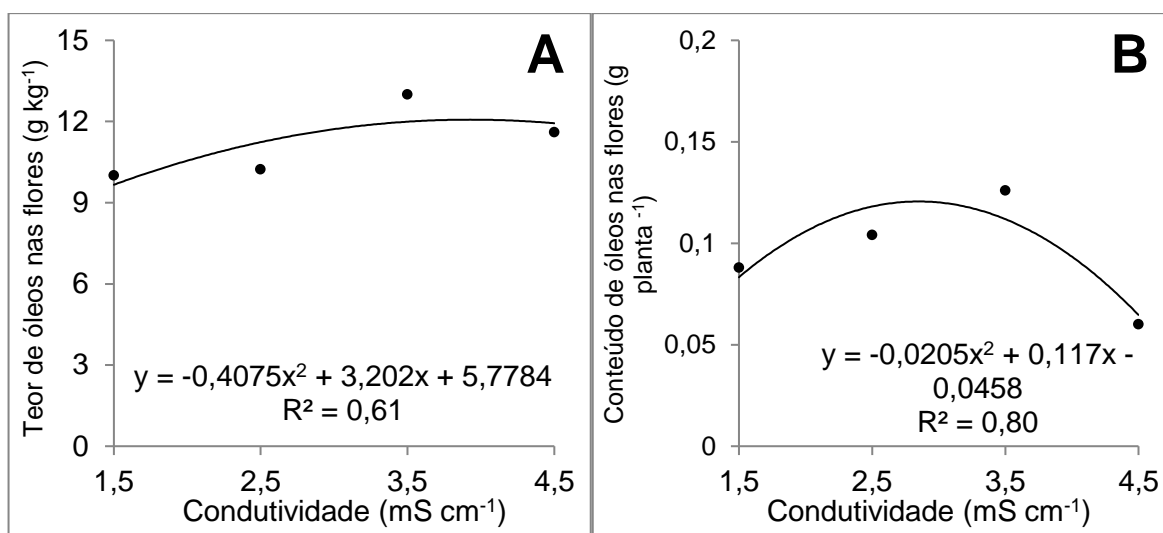 A
Teor de óleos nas flores (g kg⁻¹)
15
12
9
6
3
0
y = -0,4075x² + 3,202x + 5,7784
R² = 0,61
1,5
2,5
3,5
4,5
Condutividade (mS cm⁻¹)
B
Conteúdo de óleos nas flores (g
planta ⁻¹)
0,2
0,15
0,1
0,05
0
y = -0,0205x² + 0,117x -
0,0458
R² = 0,80
1,5
2,5
3,5
4,5
Condutividade (mS cm⁻¹)